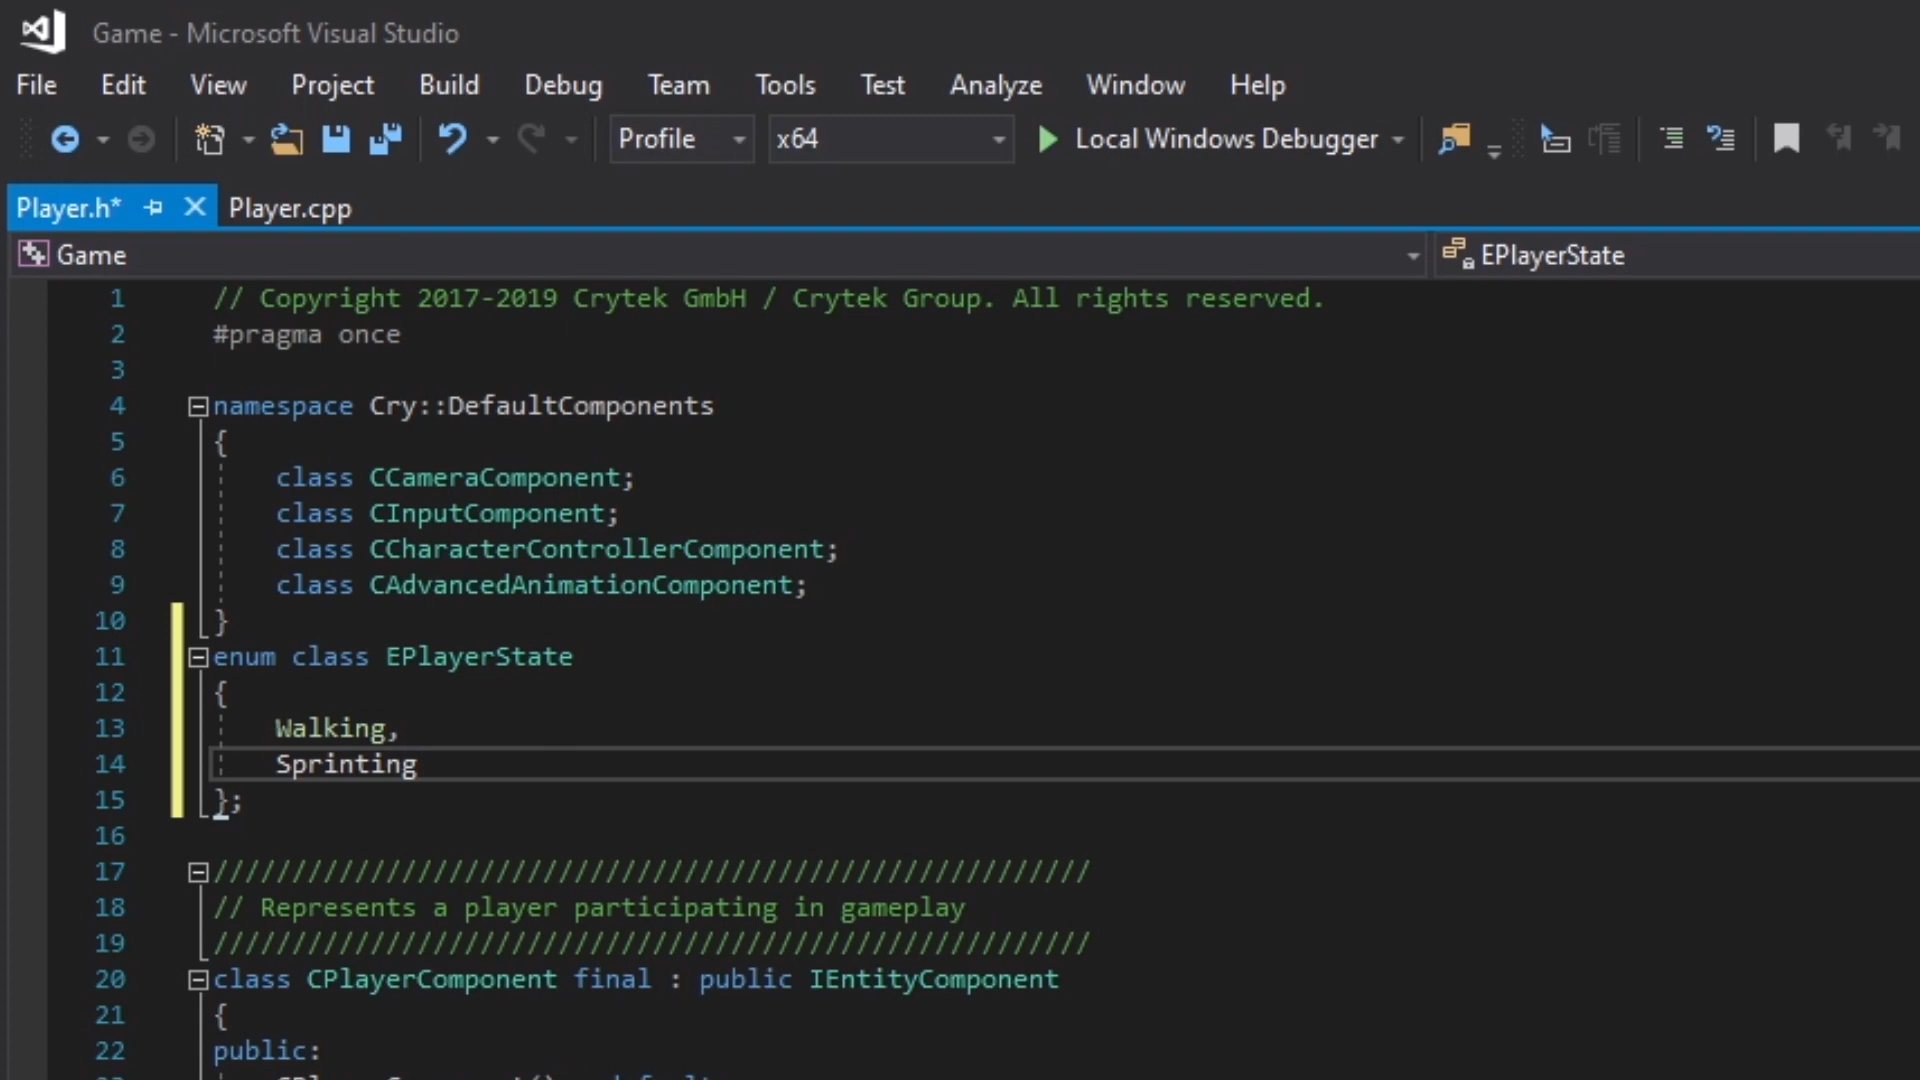 Game - Microsoft Visual Studio
File Edit View Project Build Debug Team Tools Test Analyze Window Help
Profile x64 Local Windows Debugger
Player.h* Player.cpp
Game EPlayerState
1 // Copyright 2017-2019 Crytek GmbH / Crytek Group. All rights reserved.
2 #pragma once
3
4 namespace Cry::DefaultComponents
5 {
6 class CCameraComponent;
7 class CInputComponent;
8 class CCharacterControllerComponent;
9 class CAdvancedAnimationComponent;
10 }
11 enum class EPlayerState
12 {
13 Walking,
14 Sprinting
15 };
16
17 ////////////////////////////////////////////////////////
18 // Represents a player participating in gameplay
19 ////////////////////////////////////////////////////////
20 class CPlayerComponent final : public IEntityComponent
21 {
22 public: